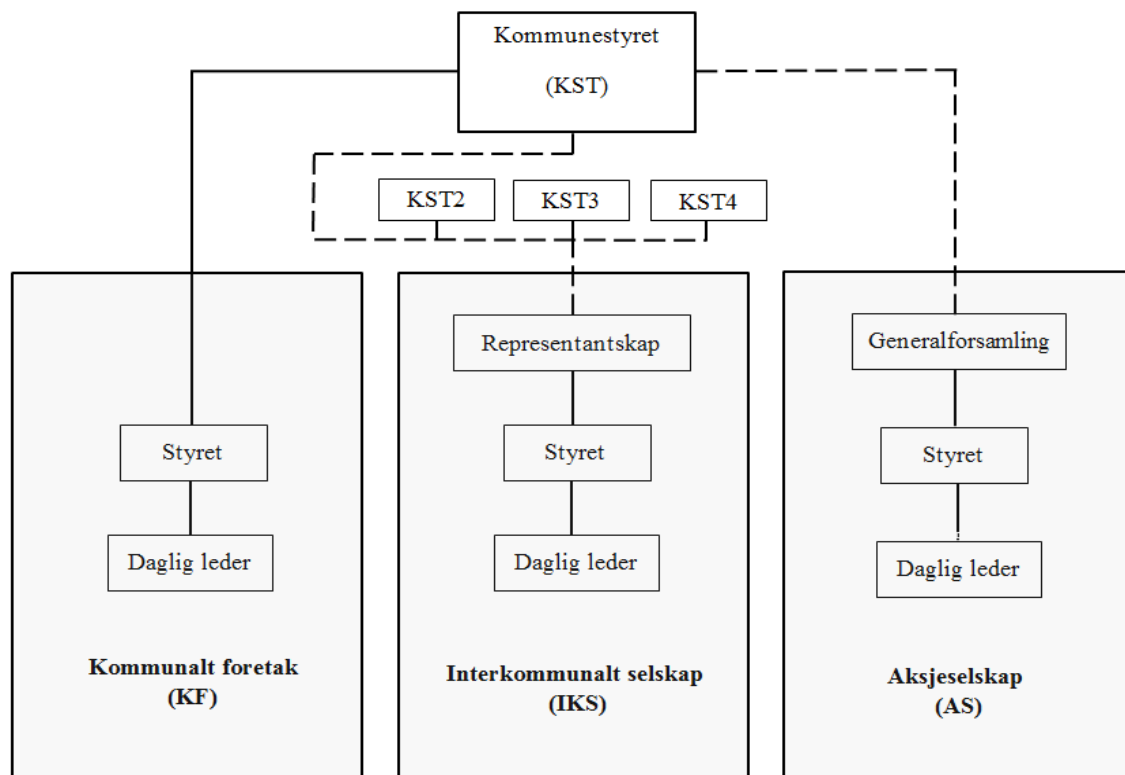 Kommunestyret
(KST)
KST2
KST3
KST4
Representantskap
Generalforsamling
Styret
Styret
Styret
Daglig leder
Daglig leder
Daglig leder
Kommunalt foretak
(KF)
Interkommunalt selskap
(IKS)
Aksjeselskap
(AS)